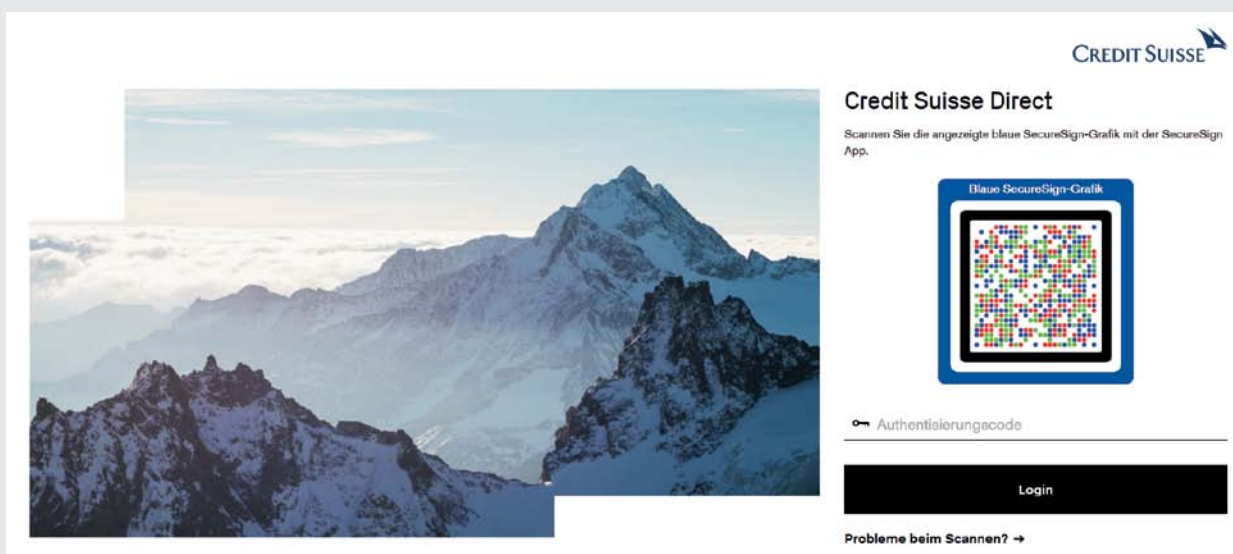 CREDIT SUISSE
Credit Suisse Direct
Scannen Sie die angezeigte blaue SecureSign-Grafik mit der SecureSign
App.
Blaue SecureSign-Grafik
Authentisierungscode
Login
Probleme beim Scannen? →